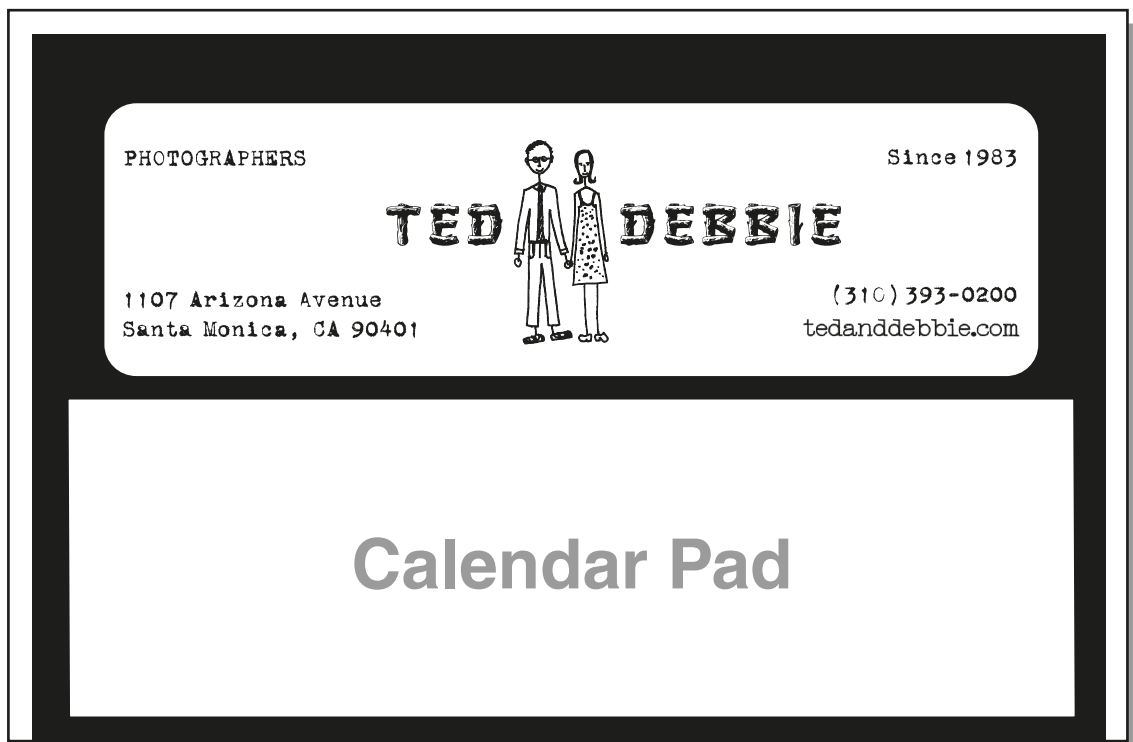 PHOTOGRAPHERS
Since 1983
TED DEBBIE
1107 Arizona Avenue
Santa Monica, CA 90401
(310) 393-0200
tedanddebbie.com
Calendar Pad